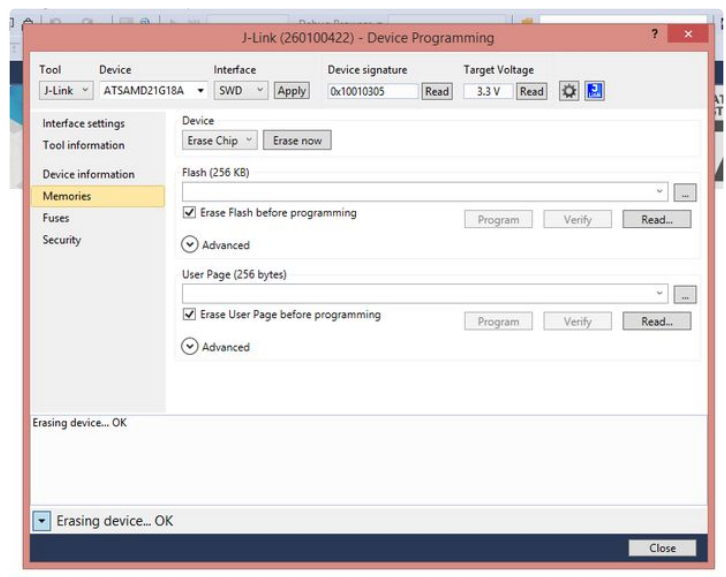 J-Link (260100422) - Device Programming
? ×
Tool Device Interface Device signature Target Voltage
J-Link ATSAMD21G18A SWD Apply 0x10010305 Read 3.3 V Read
Interface settings
Tool information
Device information
Memories
Fuses
Security
Device
Erase Chip Erase now
Flash (256 KB)
...
Erase Flash before programming
Program Verify Read...
Advanced
User Page (256 bytes)
...
Erase User Page before programming
Program Verify Read...
Advanced
Erasing device... OK
Erasing device... OK
Close